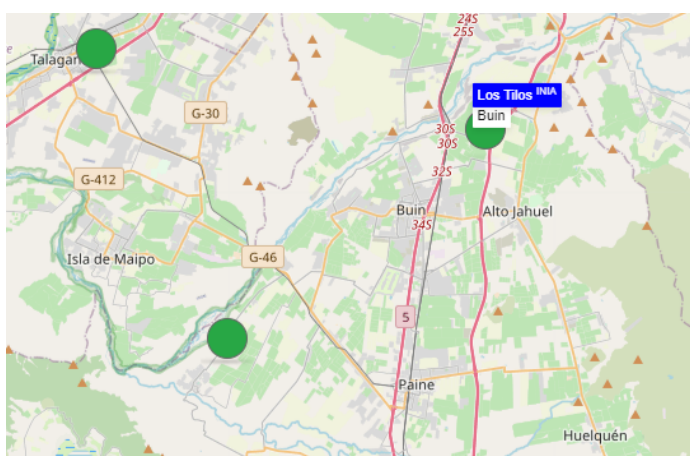 24S
25S
Talagan
Los Tilos INIA
Buin
G-30
30S
30S
32S
G-412
Buin
Alto Jahuel
34S
Isla de Maipo
G-46
5
Paine
Huelquén